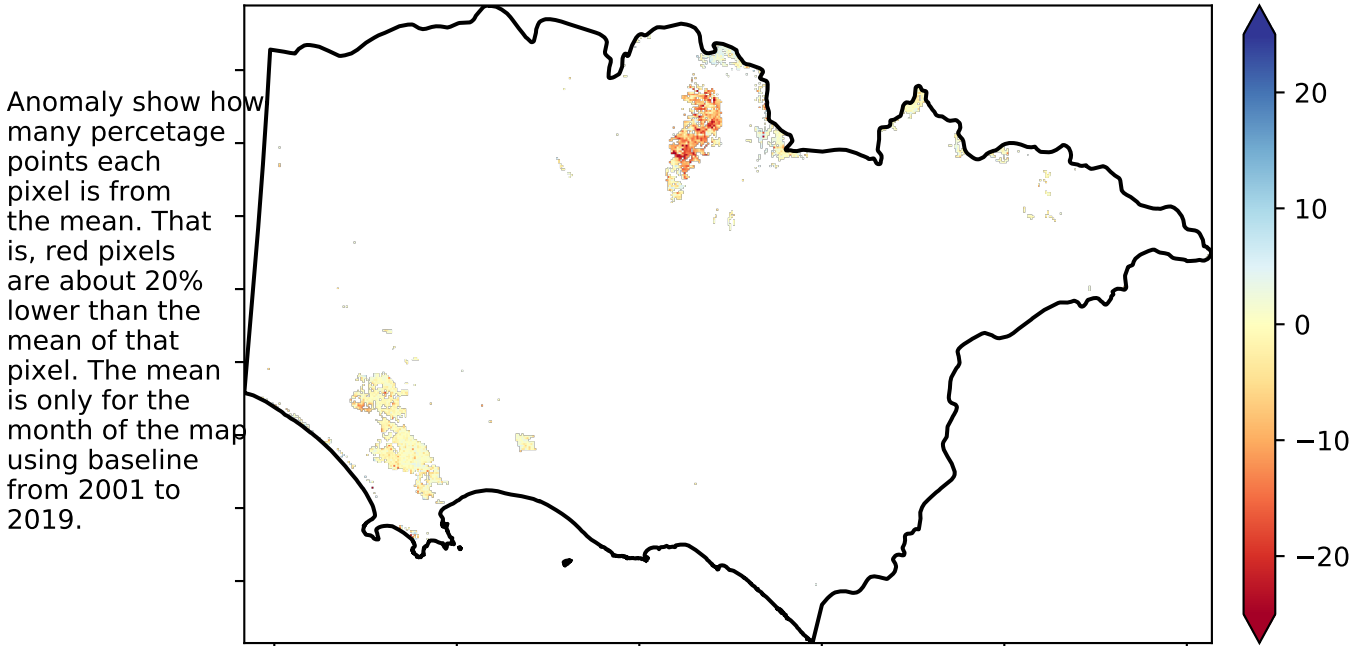 Anomaly show how
many percetage
points each
pixel is from
the mean. That
is, red pixels
are about 20%
lower than the
mean of that
pixel. The mean
is only for the
month of the map
using baseline
from 2001 to
2019.
20
10
0
−10
−20